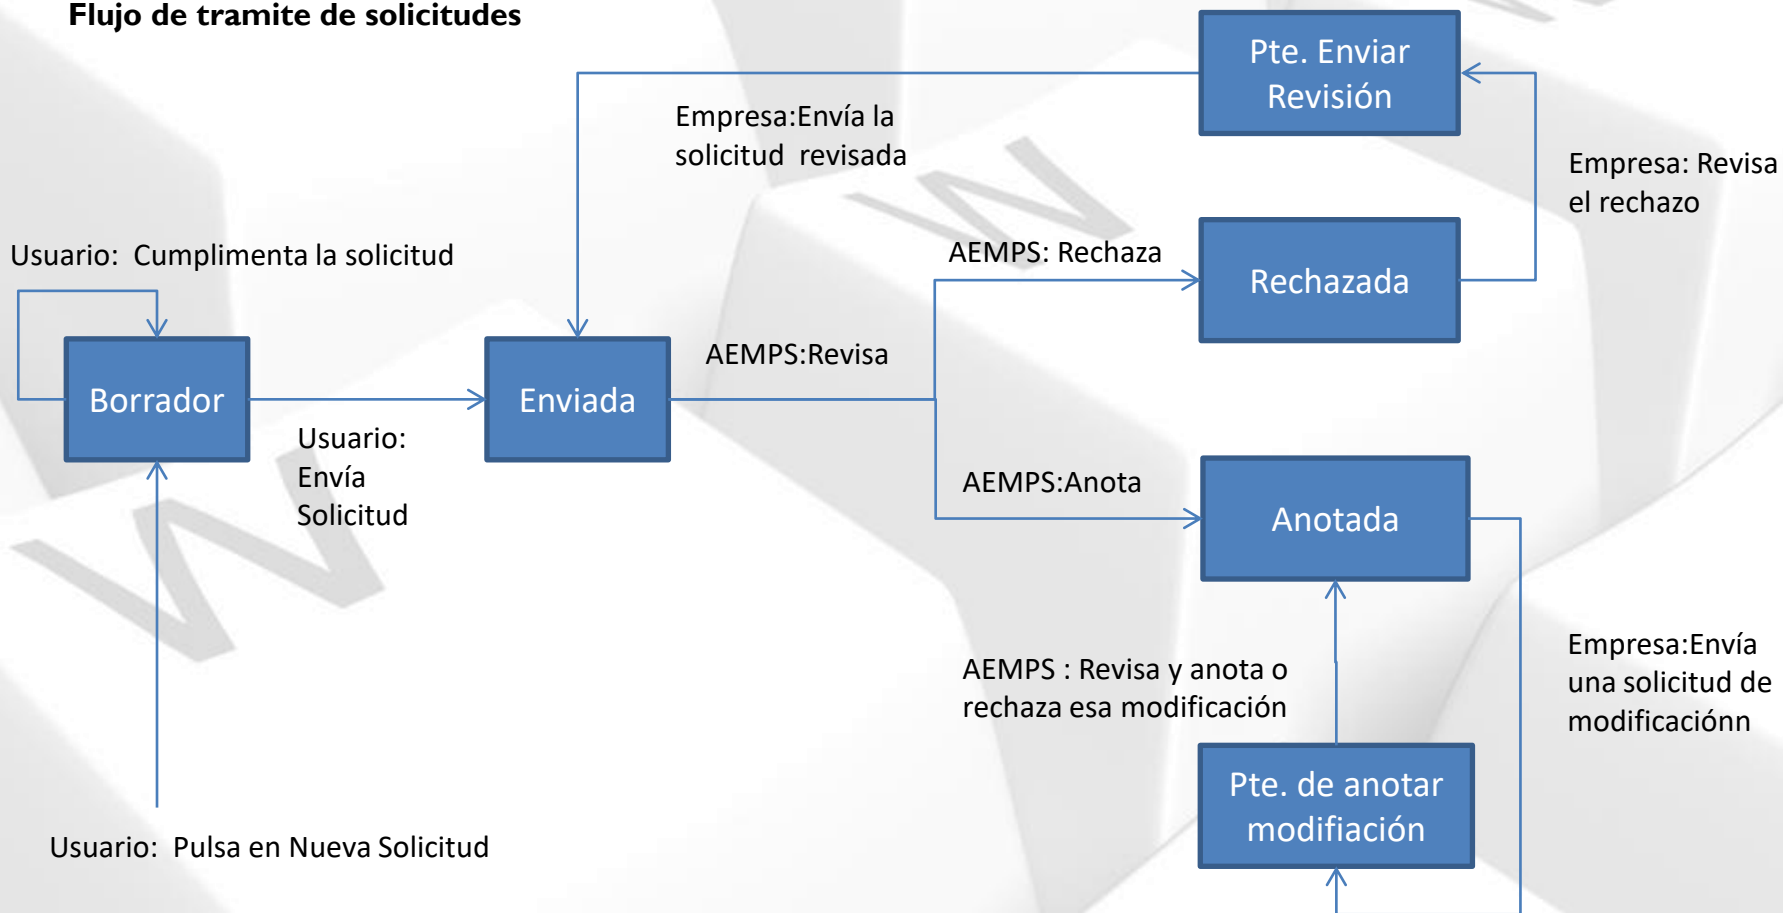 Flujo de tramite de solicitudes
Pte. Enviar
Revisión
Empresa:Envía la
solicitud revisada
Empresa: Revisa
el rechazo
Usuario: Cumplimenta la solicitud
AEMPS: Rechaza
Rechazada
AEMPS:Revisa
Borrador
Enviada
Usuario:
Envía
Solicitud
AEMPS:Anota
Anotada
AEMPS : Revisa y anota o
rechaza esa modificación
Empresa:Envía
una solicitud de
modificaciónn
Pte. de anotar
modifiación
Usuario: Pulsa en Nueva Solicitud
W
W
W